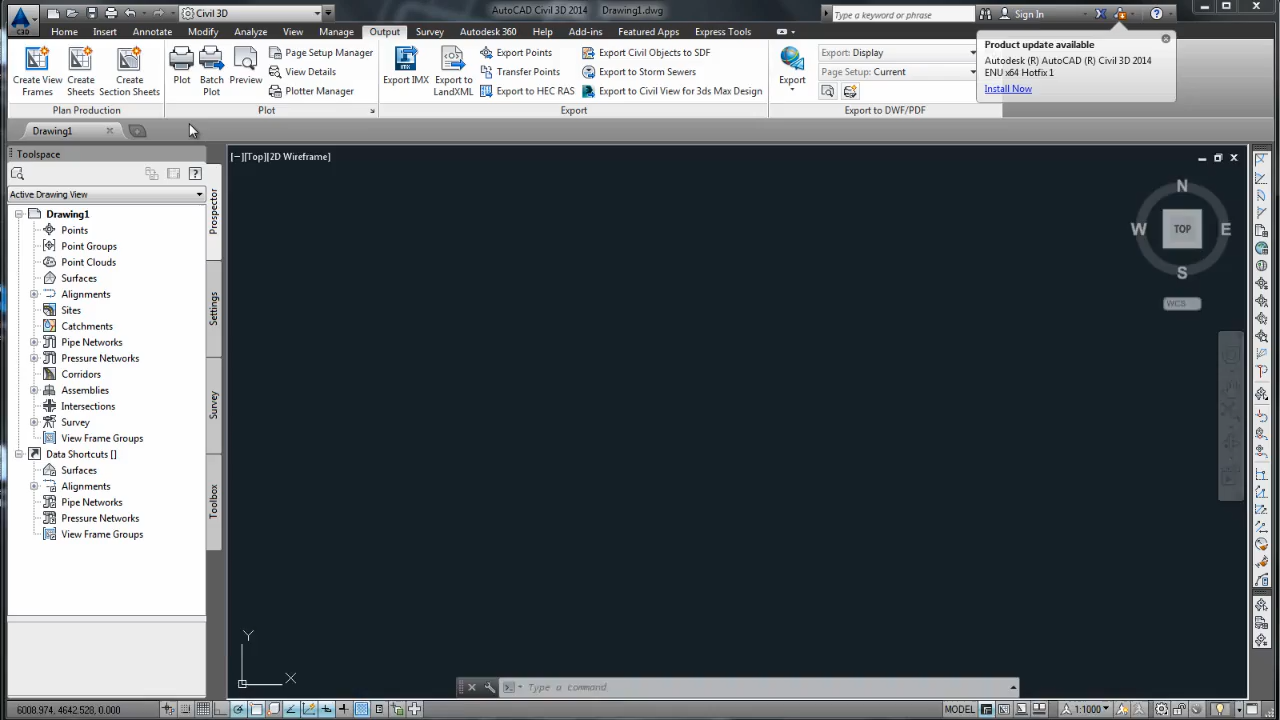 Civil 3D
AutoCAD Civil 3D 2014 Drawing1.dwg
Type a keyword or phrase
Sign In
Home Insert Annotate Modify Analyze View Manage Output Survey Autodesk 360 Help Add-ins Featured Apps Express Tools
Create View Frames
Create Sheets
Create Section Sheets
Plan Production
Plot
Batch Plot
Preview
Page Setup Manager
View Details
Plotter Manager
Plot
Export IMX
Export to LandXML
Export Points
Transfer Points
Export to HEC RAS
Export Civil Objects to SDF
Export to Storm Sewers
Export to Civil View for 3ds Max Design
Export
Export
Export: Display
Page Setup: Current
Export to DWF/PDF
Product update available
Autodesk (R) AutoCAD (R) Civil 3D 2014
ENU x64 Hotfix 1
Install Now
Drawing1
Toolspace
Active Drawing View
Drawing1
Points
Point Groups
Point Clouds
Surfaces
Alignments
Sites
Catchments
Pipe Networks
Pressure Networks
Corridors
Assemblies
Intersections
Survey
View Frame Groups
Data Shortcuts []
Surfaces
Alignments
Pipe Networks
Pressure Networks
View Frame Groups
Prospector
Settings
Survey
Toolbox
[−][Top][2D Wireframe]
N
W TOP E
S
WCS
Y
X
Type a command
6008.974, 4642.528, 0.000
MODEL
1:1000